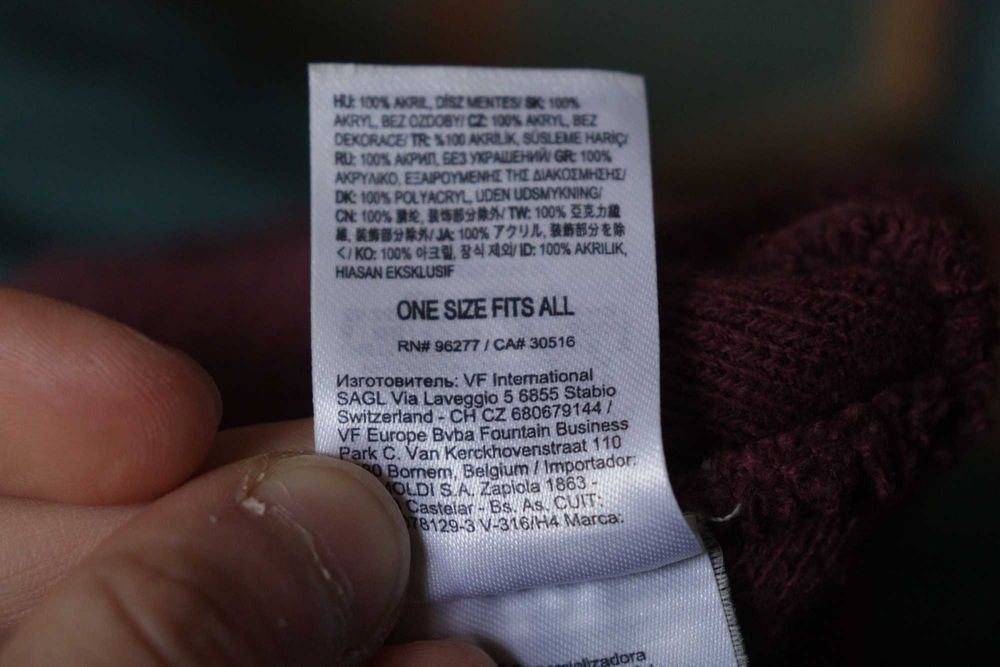 HU: 100% AKRIL, DÍSZ MENTES/ SK: 100%
AKRYL, BEZ OZDOBY/ CZ: 100% AKRYL, BEZ
DEKORACE/ TR: %100 AKRİLİK, SÜSLEME HARİÇ/
RU: 100% АКРИЛ, БЕЗ УКРАШЕНИЙ/ GR: 100%
ΑΚΡΥΛΙΚΟ, ΕΞΑΙΡΟΥΜΕΝΗΣ ΤΗΣ ΔΙΑΚΟΣΜΗΣΗΣ/
DK: 100% POLYACRYL, UDEN UDSMYKNING/
CN: 100% 腈纶, 装饰部分除外/ TW: 100% 亞克力纖
維, 裝飾部分除外/ JA: 100% アクリル, 装飾部分を除
く/ KO: 100% 아크릴, 장식 제외/ ID: 100% AKRILIK,
HIASAN EKSKLUSIF
ONE SIZE FITS ALL
RN# 96277 / CA# 30516
Изготовитель: VF International
SAGL Via Laveggio 5 6855 Stabio
Switzerland - CH CZ 680679144 /
VF Europe Bvba Fountain Business
Park C. Van Kerckhovenstraat 110
Bornem, Belgium / Importador:
S.A. Zapiola 1863 -
Castelar - Bs. As. CUIT:
78129-3 V-316/H4 Marca: